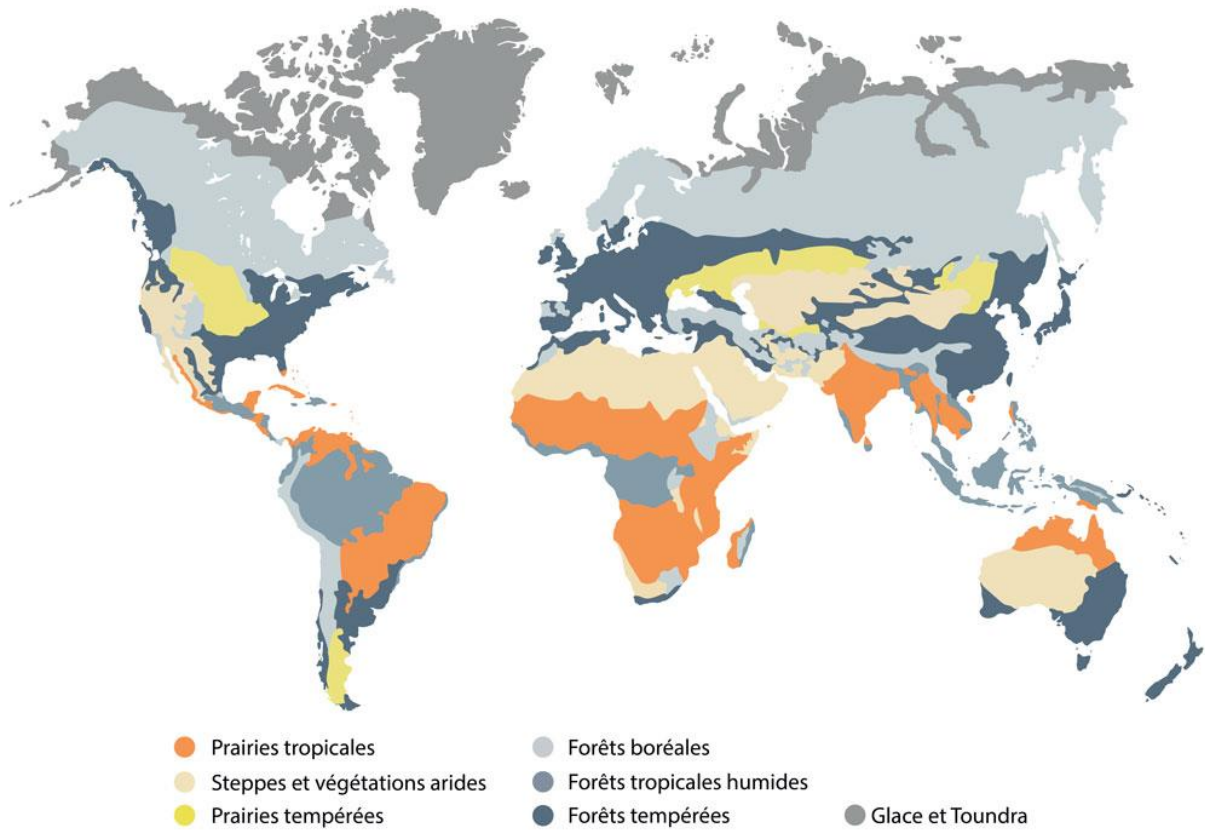 Prairies tropicales
Steppes et végétations arides
Prairies tempérées
Forêts boréales
Forêts tropicales humides
Forêts tempérées
Glace et Toundra